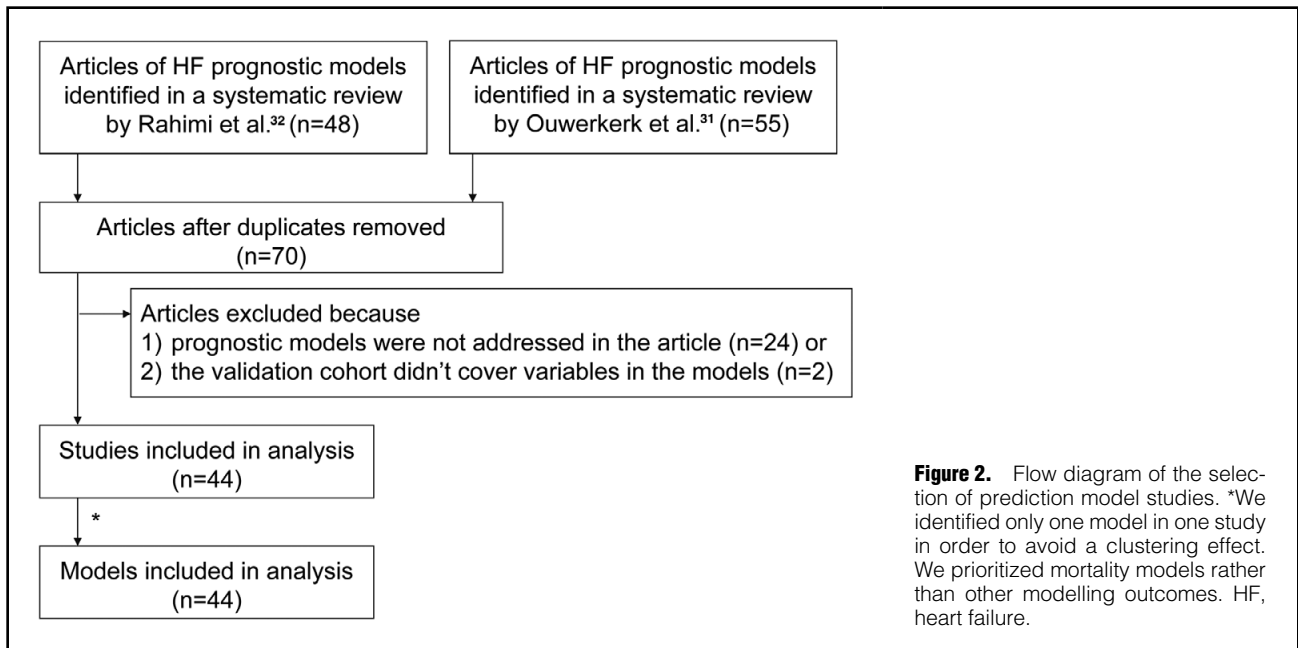 Articles of HF prognostic models
identified in a systematic review
by Rahimi et al.³² (n=48)
Articles of HF prognostic models
identified in a systematic review
by Ouwerkerk et al.³¹ (n=55)
Articles after duplicates removed
(n=70)
Articles excluded because
1) prognostic models were not addressed in the article (n=24) or
2) the validation cohort didn't cover variables in the models (n=2)
Studies included in analysis
(n=44)
*
Models included in analysis
(n=44)
Figure 2. Flow diagram of the selec-
tion of prediction model studies. *We
identified only one model in one study
in order to avoid a clustering effect.
We prioritized mortality models rather
than other modelling outcomes. HF,
heart failure.